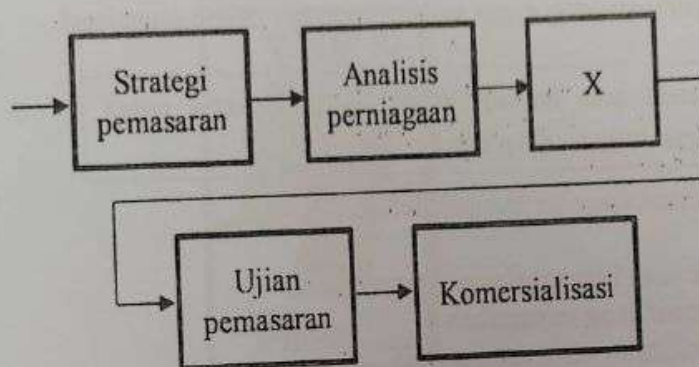 Strategi
pemasaran
Analisis
perniagaan
X
Ujian
pemasaran
Komersialisasi